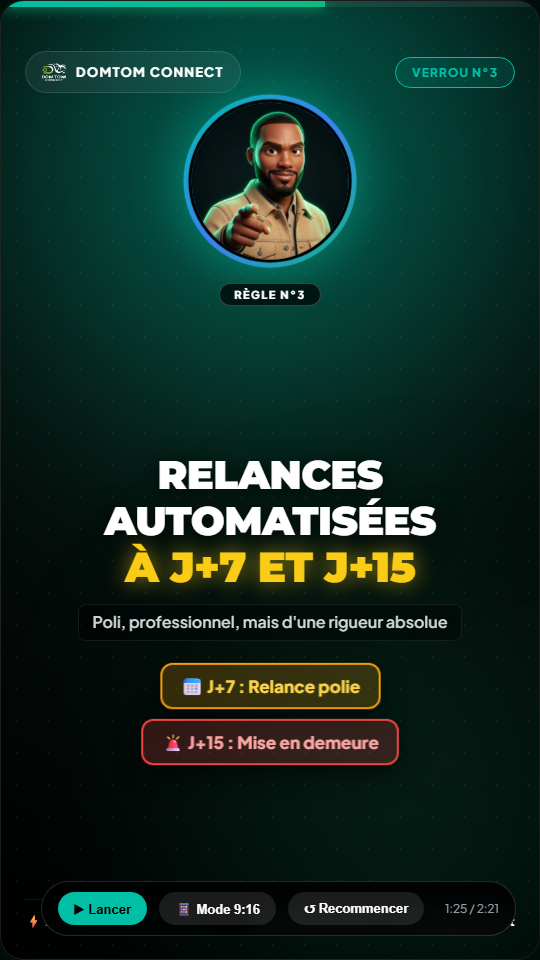 DOMTOM CONNECT
VERROU N°3
RÈGLE N°3
RELANCES
AUTOMATISÉES
À J+7 ET J+15
Poli, professionnel, mais d'une rigueur absolue
J+7 : Relance polie
J+15 : Mise en demeure
Lancer
Mode 9:16
Recommencer
1:25 / 2:21